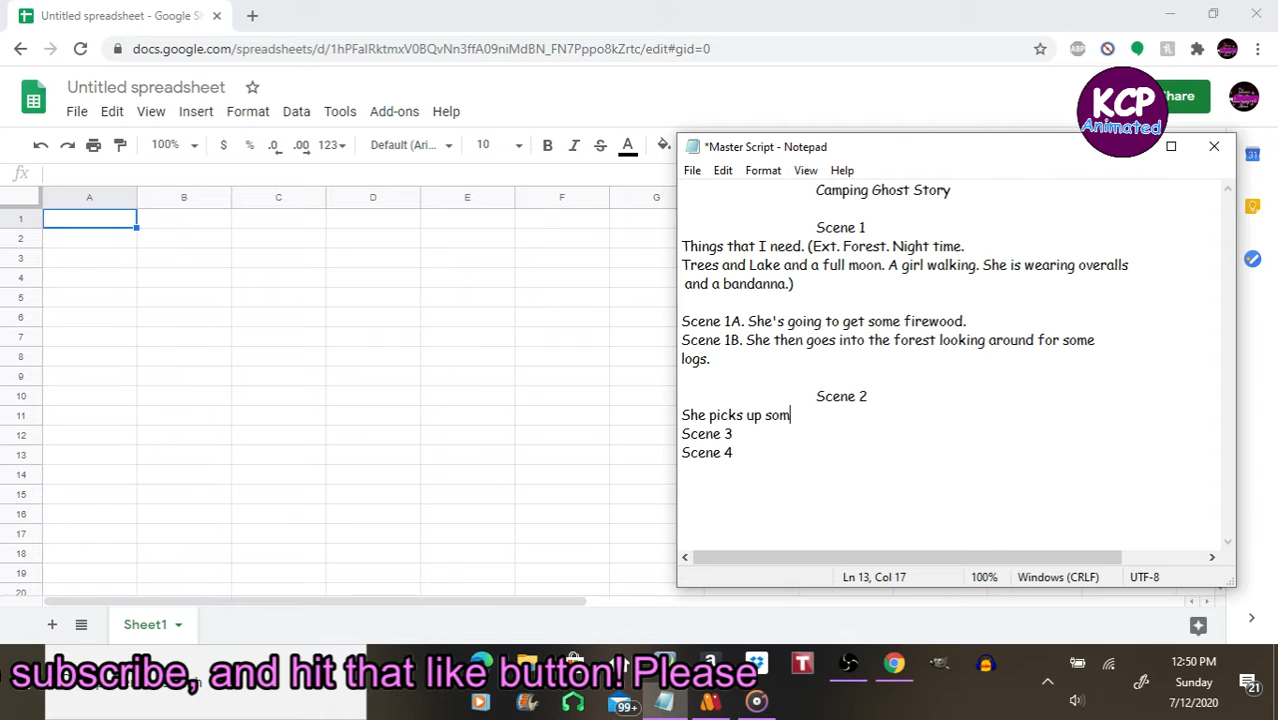 Untitled spreadsheet - Google S
docs.google.com/spreadsheets/d/1hPFaIRktmxV0BQvNn3ffA09niMdBN_FN7Pppo8kZrtc/edit#gid=0
ABP
Untitled spreadsheet
File Edit View Insert Format Data Tools Add-ons Help
Share
KCP
Animated
100% $ % .0 .00 123 Default (Ari... 10 B I S A
fx
A B C D E F G
1
2
3
4
5
6
7
8
9
10
11
12
13
14
15
16
17
18
19
20
*Master Script - Notepad
File Edit Format View Help
Camping Ghost Story
Scene 1
Things that I need. (Ext. Forest. Night time.
Trees and Lake and a full moon. A girl walking. She is wearing overalls
and a bandanna.)
Scene 1A. She's going to get some firewood.
Scene 1B. She then goes into the forest looking around for some
logs.
Scene 2
She picks up som
Scene 3
Scene 4
Ln 13, Col 17 100% Windows (CRLF) UTF-8
31
Sheet1
subscribe, and hit that like button! Please
99+
T
12:50 PM
Sunday
7/12/2020
21